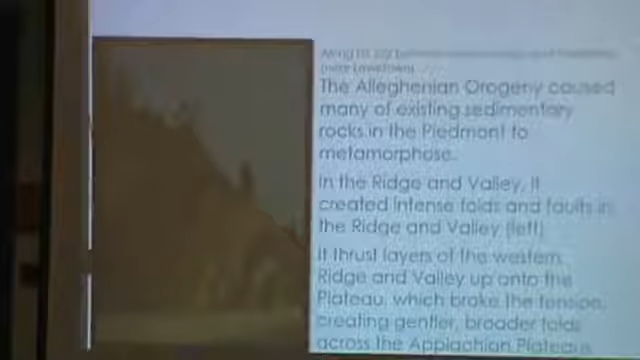 The Alleghenian Orogeny caused
many of existing sedimentary
rocks in the Piedmont to
metamorphose.
In the Ridge and Valley, it
created intense folds and faults in
the Ridge and Valley (left)
It thrust layers of the western
Ridge and Valley up onto the
Plateau, which broke the tension,
creating gentler, broader folds
across the Applachian Plateaus